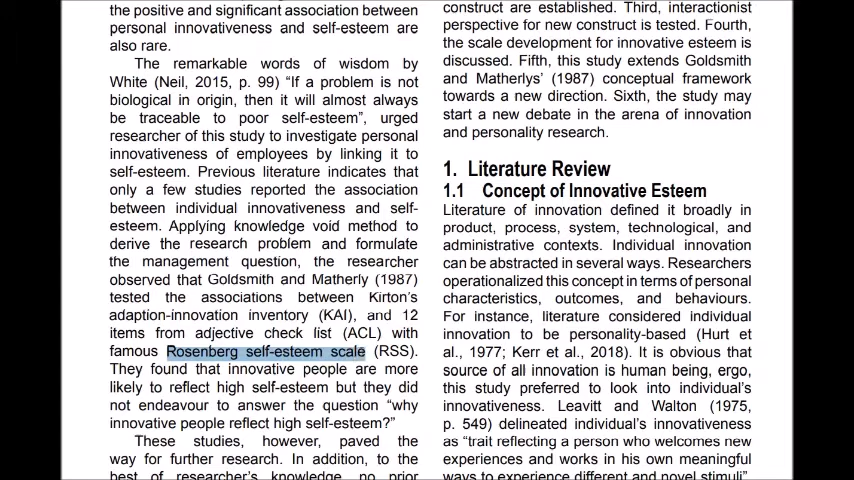 the positive and significant association between
personal innovativeness and self-esteem are
also rare.
The remarkable words of wisdom by
White (Neil, 2015, p. 99) “If a problem is not
biological in origin, then it will almost always
be traceable to poor self-esteem”, urged
researcher of this study to investigate personal
innovativeness of employees by linking it to
self-esteem. Previous literature indicates that
only a few studies reported the association
between individual innovativeness and self-
esteem. Applying knowledge void method to
derive the research problem and formulate
the management question, the researcher
observed that Goldsmith and Matherly (1987)
tested the associations between Kirton’s
adaption-innovation inventory (KAI), and 12
items from adjective check list (ACL) with
famous Rosenberg self-esteem scale (RSS).
They found that innovative people are more
likely to reflect high self-esteem but they did
not endeavour to answer the question “why
innovative people reflect high self-esteem?”
These studies, however, paved the
way for further research. In addition, to the
best of researcher’s knowledge, no prior
construct are established. Third, interactionist
perspective for new construct is tested. Fourth,
the scale development for innovative esteem is
discussed. Fifth, this study extends Goldsmith
and Matherlys’ (1987) conceptual framework
towards a new direction. Sixth, the study may
start a new debate in the arena of innovation
and personality research.
1. Literature Review
1.1 Concept of Innovative Esteem
Literature of innovation defined it broadly in
product, process, system, technological, and
administrative contexts. Individual innovation
can be abstracted in several ways. Researchers
operationalized this concept in terms of personal
characteristics, outcomes, and behaviours.
For instance, literature considered individual
innovation to be personality-based (Hurt et
al., 1977; Kerr et al., 2018). It is obvious that
source of all innovation is human being, ergo,
this study preferred to look into individual’s
innovativeness. Leavitt and Walton (1975,
p. 549) delineated individual’s innovativeness
as “trait reflecting a person who welcomes new
experiences and works in his own meaningful
ways to experience different and novel stimuli”